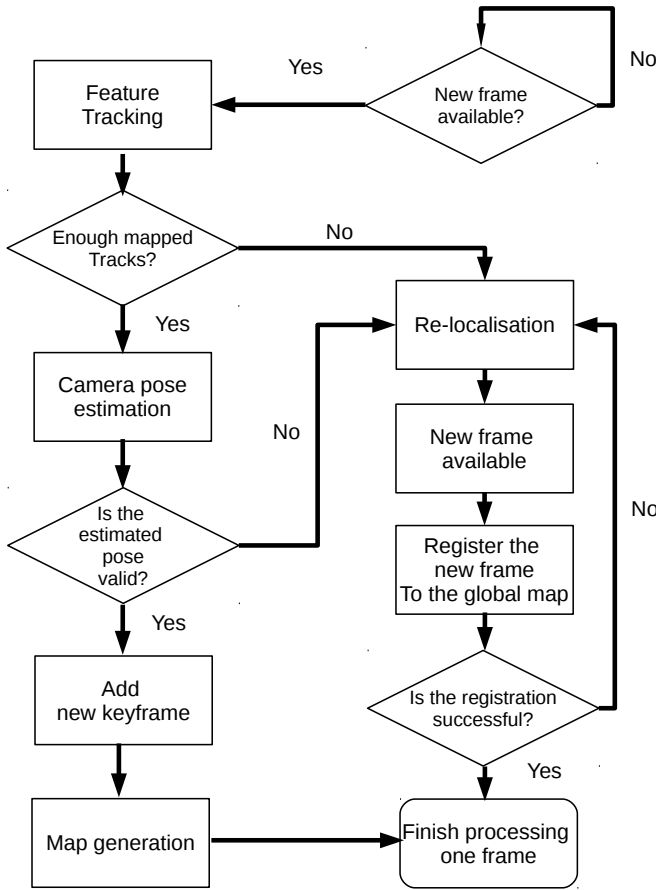 Yes
No
Feature
Tracking
New frame
available?
Enough mapped
Tracks?
No
Yes
Re-localisation
Camera pose
estimation
No
New frame
available
Is the
estimated
pose
valid?
No
Register the
new frame
To the global map
Yes
Add
new keyframe
Is the registration
successful?
Yes
Map generation
Finish processing
one frame